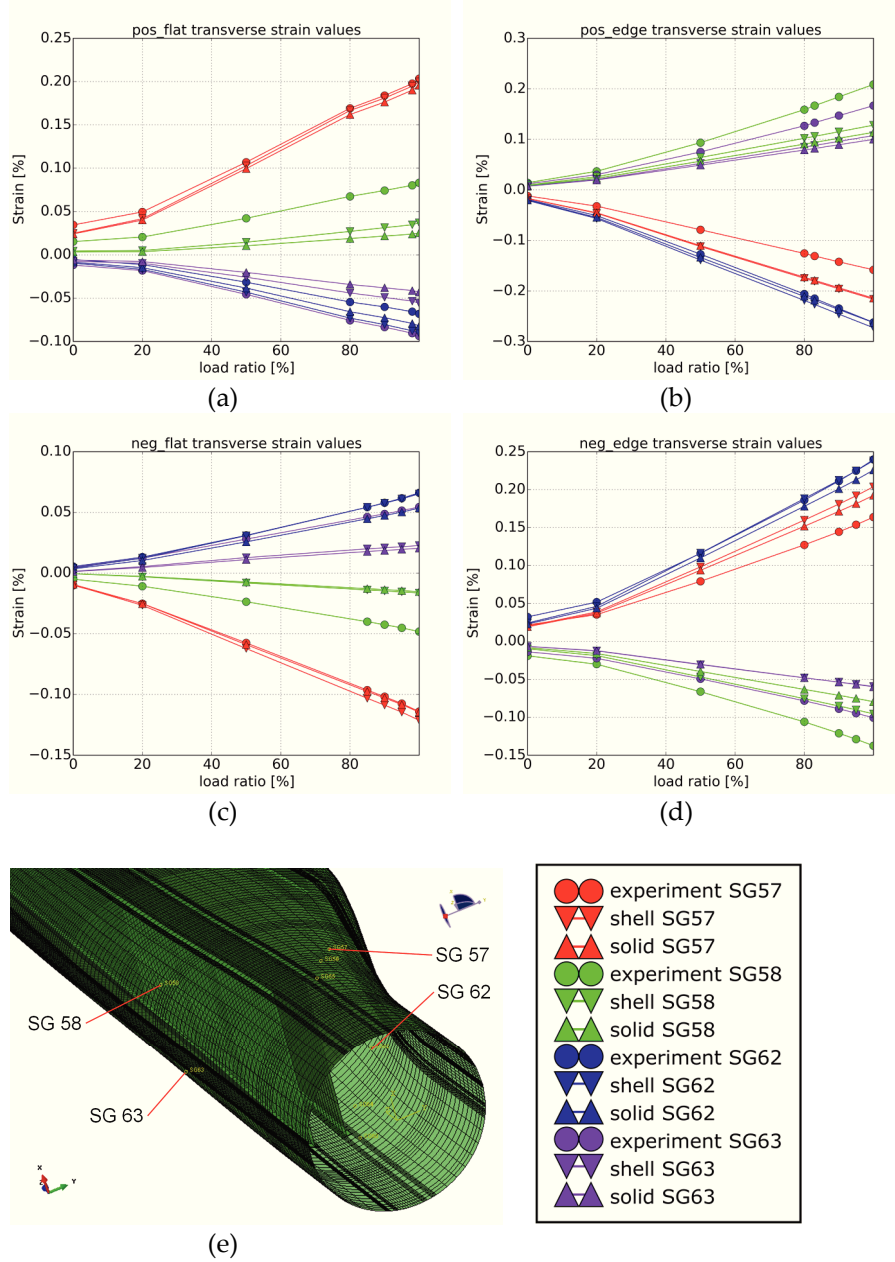 pos_flat transverse strain values
0.25
0.20
0.15
0.10
0.05
0.00
−0.05
−0.10
Strain [%]
0 20 40 60 80
load ratio [%]
(a)
pos_edge transverse strain values
0.3
0.2
0.1
0.0
−0.1
−0.2
−0.3
Strain [%]
0 20 40 60 80
load ratio [%]
(b)
neg_flat transverse strain values
0.10
0.05
0.00
−0.05
−0.10
−0.15
Strain [%]
0 20 40 60 80
load ratio [%]
(c)
neg_edge transverse strain values
0.25
0.20
0.15
0.10
0.05
0.00
−0.05
−0.10
−0.15
Strain [%]
0 20 40 60 80
load ratio [%]
(d)
SG57
SG 57
SG 62
SG 58
SG63
SG 63
X
Y
Z
(e)
experiment SG57
shell SG57
solid SG57
experiment SG58
shell SG58
solid SG58
experiment SG62
shell SG62
solid SG62
experiment SG63
shell SG63
solid SG63